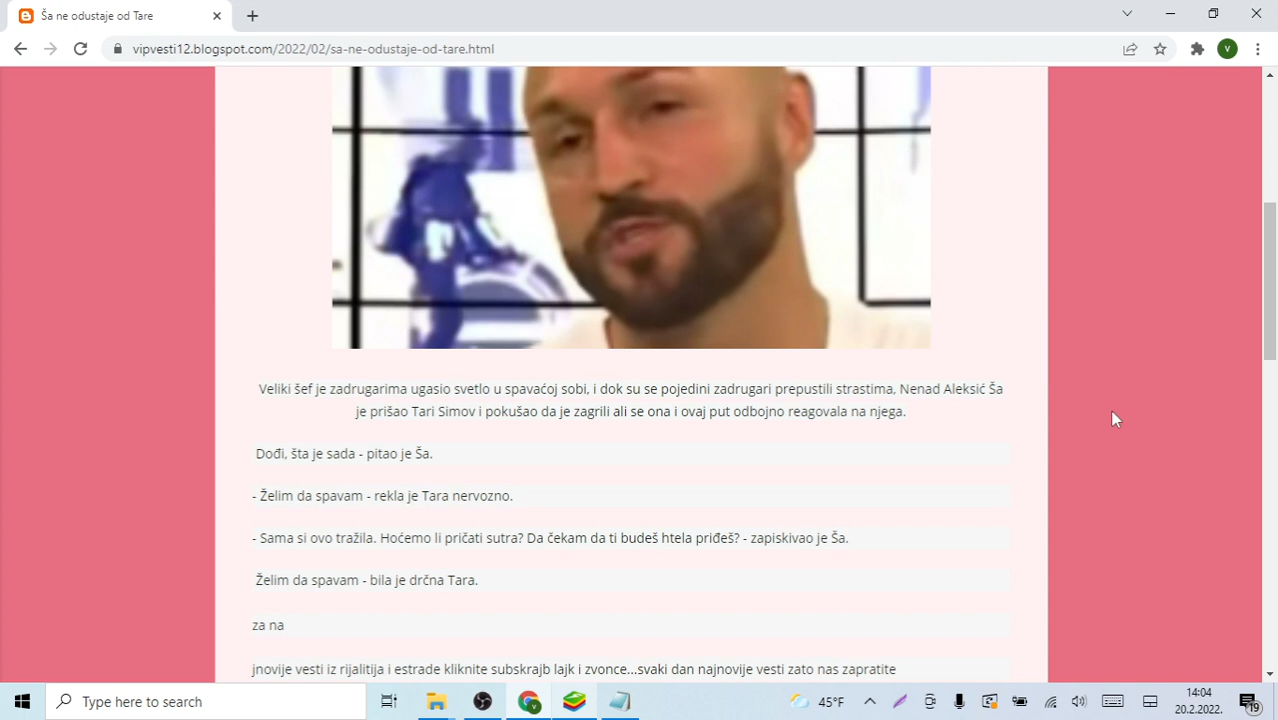 Ša ne odustaje od Tare
vipvesti12.blogspot.com/2022/02/sa-ne-odustaje-od-tare.html
V
Veliki šef je zadrugarima ugasio svetlo u spavaćoj sobi, i dok su se pojedini zadrugari prepustili strastima, Nenad Aleksić Ša
je prišao Tari Simov i pokušao da je zagrili ali se ona i ovaj put odbojno reagovala na njega.
Dođi, šta je sada - pitao je Ša.
- Želim da spavam - rekla je Tara nervozno.
- Sama si ovo tražila. Hoćemo li pričati sutra? Da čekam da ti budeš htela priđeš? - zapiskivao je Ša.
Želim da spavam - bila je drčna Tara.
za na
jnovije vesti iz rijalitija i estrade kliknite subskrajb lajk i zvonce...svaki dan najnovije vesti zato nas zapratite
Type here to search
45°F
14:04
20.2.2022.
19